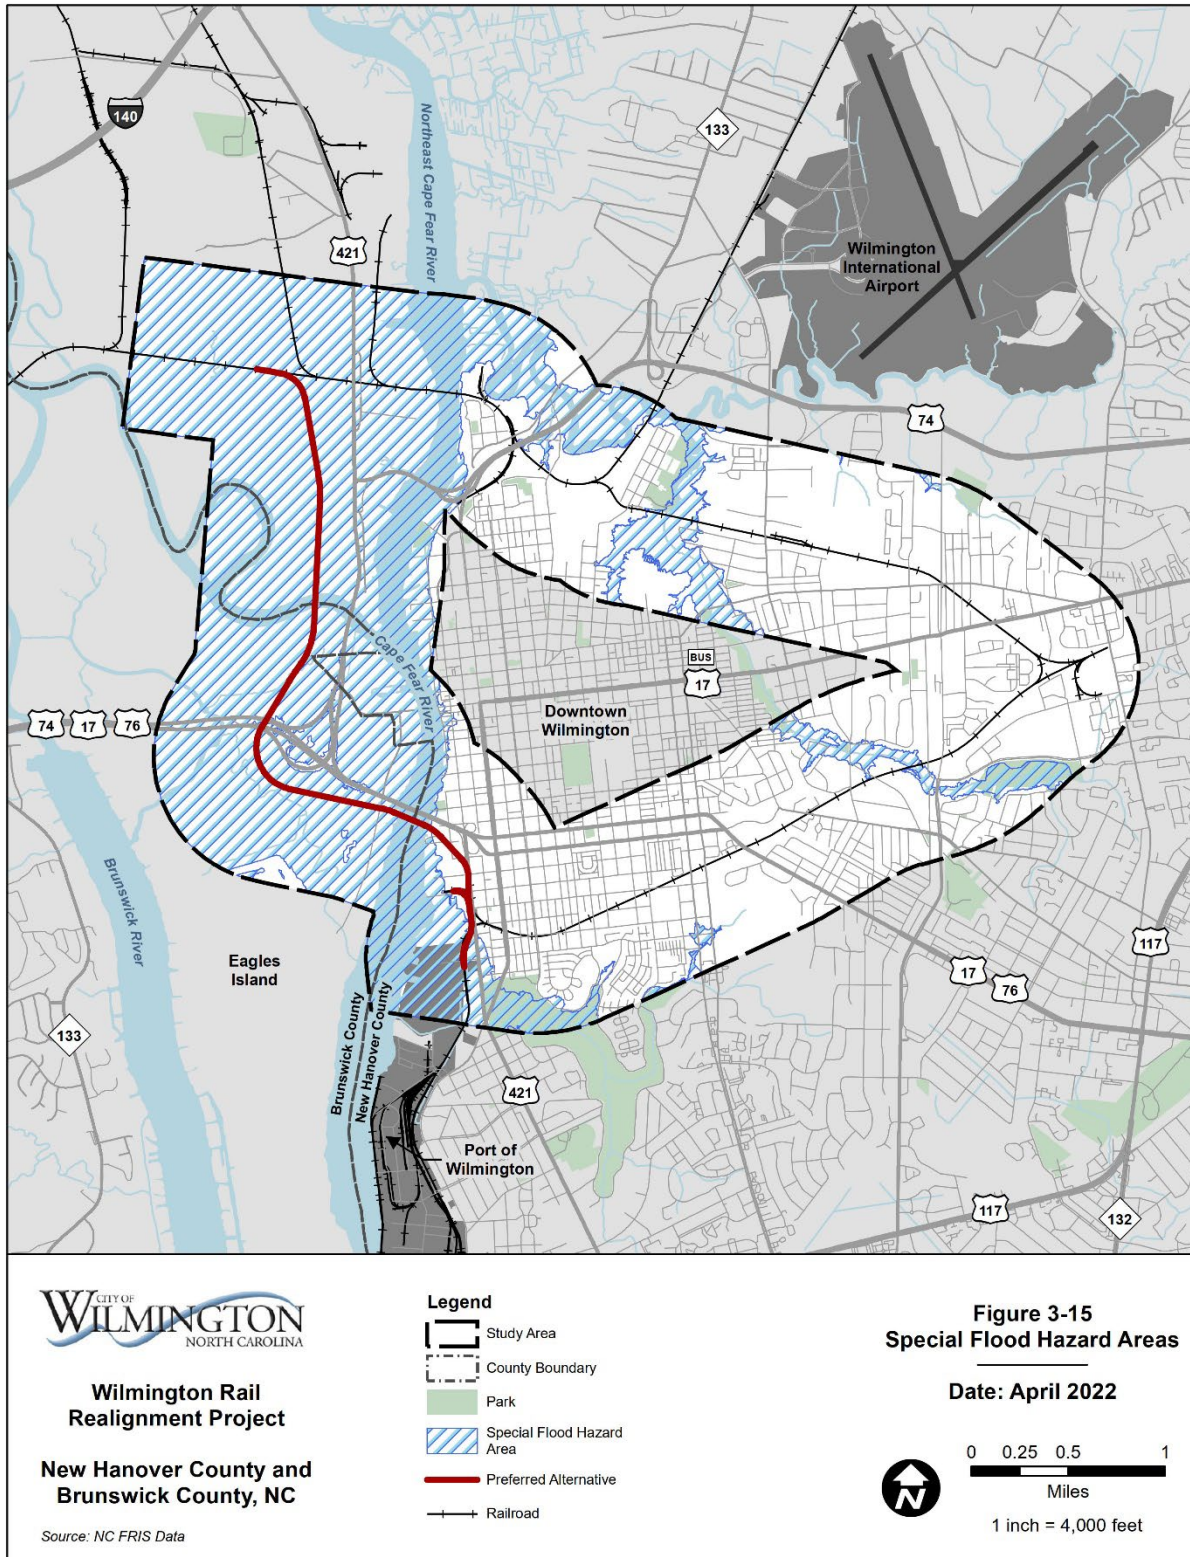 140
133
421
Northeast Cape Fear River
Wilmington
International
Airport
74
Cape Fear River
BUS
17
Downtown
Wilmington
74
17
76
Brunswick River
Eagles
Island
Brunswick County
New Hanover County
133
117
17
76
421
Port of
Wilmington
117
132
CITY OF
WILMINGTON
NORTH CAROLINA
Wilmington Rail
Realignment Project
New Hanover County and
Brunswick County, NC
Source: NC FRIS Data
Legend
Study Area
County Boundary
Park
Special Flood Hazard
Area
Preferred Alternative
Railroad
Figure 3-15
Special Flood Hazard Areas
Date: April 2022
0 0.25 0.5 1
Miles
N
1 inch = 4,000 feet